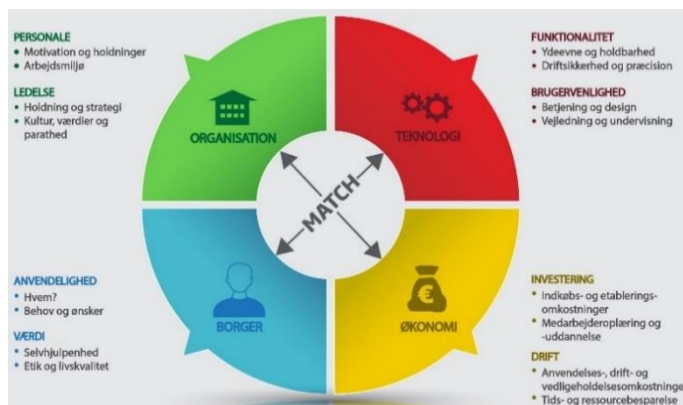 PERSONALE
• Motivation og holdninger
• Arbejdsmiljø
LEDELSE
• Holdning og strategi
• Kultur, værdier og
parathed
ORGANISATION
TEKNOLOGI
FUNKTIONALITET
• Ydeevne og holdbarhed
• Driftsikkerhed og præcision
BRUGERVENLIGHED
• Betjening og design
• Vejledning og undervisning
MATCH
ANVENDELIGHED
• Hvem?
• Behov og ønsker
VÆRDI
• Selvhjulpenhed
• Etik og livskvalitet
BORGER
€
ØKONOMI
INVESTERING
• Indkøbs- og etablerings-
omkostninger
• Medarbejderoplæring og
-uddannelse
DRIFT
• Anvendelses-, drift- og
vedligeholdelsesomkostninge
• Tids- og ressourcebesparelse